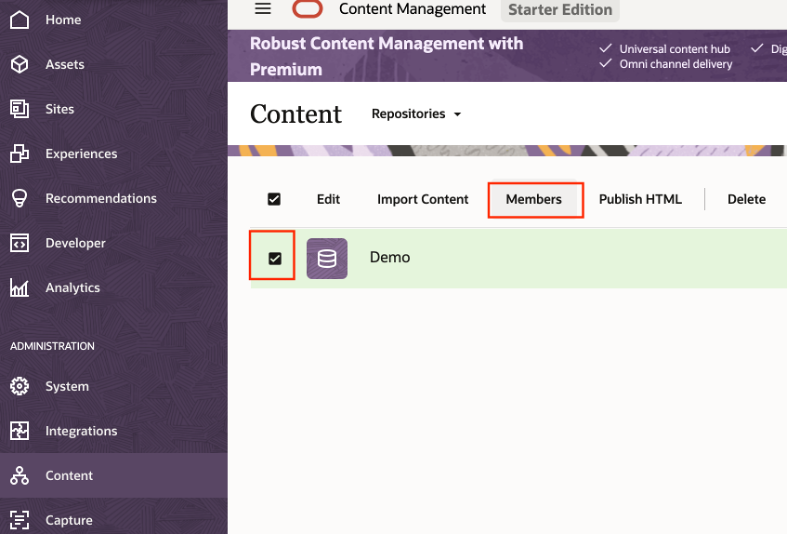 Home
Assets
Sites
Experiences
Recommendations
Developer
Analytics
ADMINISTRATION
System
Integrations
Content
Capture
Content Management Starter Edition
Robust Content Management with
Premium
Universal content hub
Omni channel delivery
Content Repositories
Edit Import Content Members Publish HTML Delete
Demo